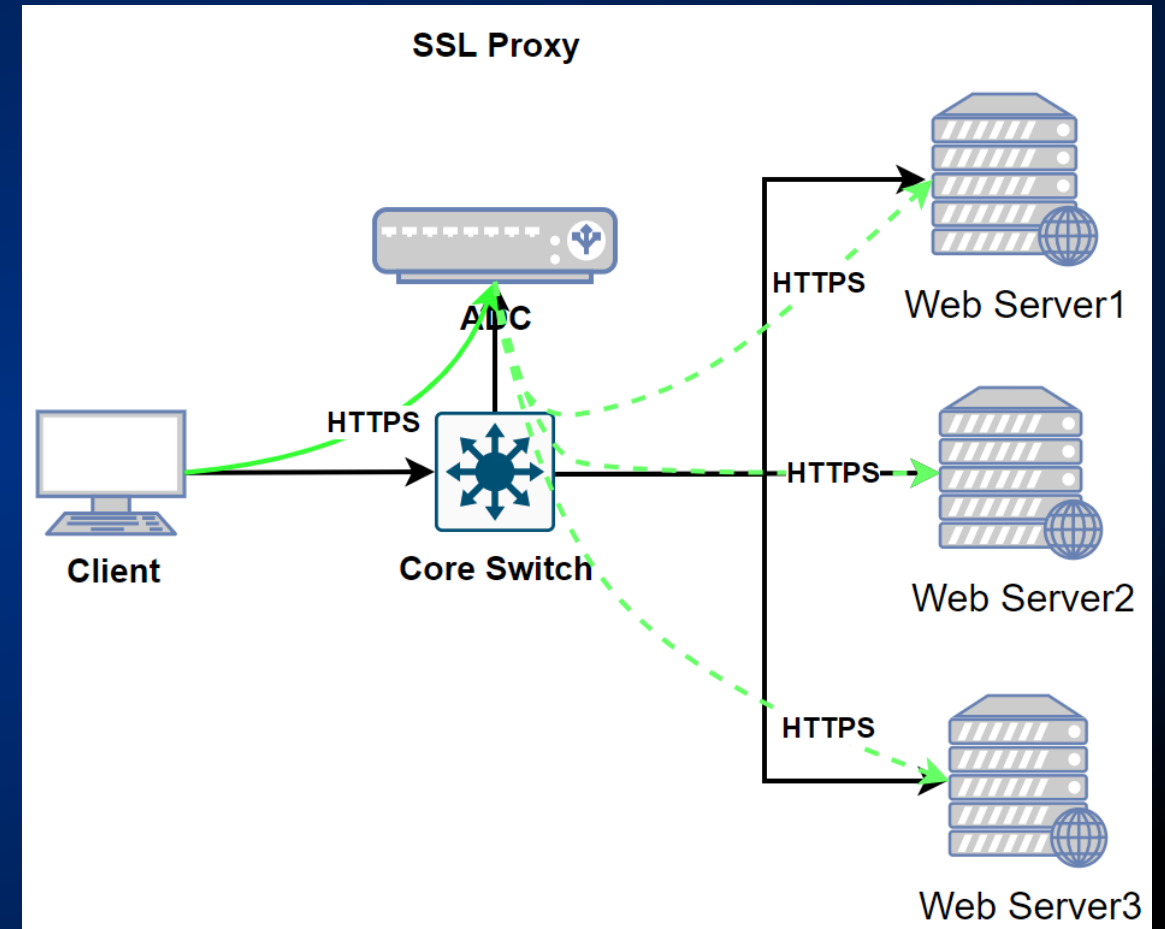 SSL Proxy
HTTPS
Web Server1
ADC
HTTPS
HTTPS
Client
Core Switch
Web Server2
HTTPS
Web Server3